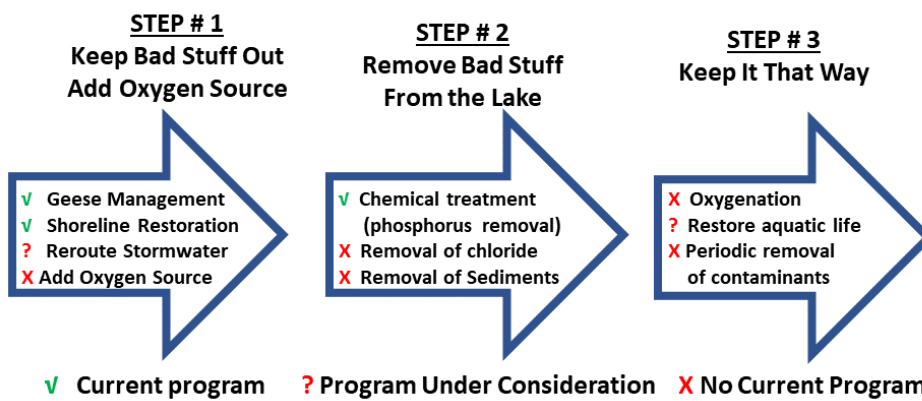 STEP # 1
Keep Bad Stuff Out
Add Oxygen Source
√ Geese Management
√ Shoreline Restoration
? Reroute Stormwater
X Add Oxygen Source
STEP # 2
Remove Bad Stuff
From the Lake
√ Chemical treatment
(phosphorus removal)
X Removal of chloride
X Removal of Sediments
STEP # 3
Keep It That Way
X Oxygenation
? Restore aquatic life
X Periodic removal
of contaminants
√ Current program
? Program Under Consideration
X No Current Program